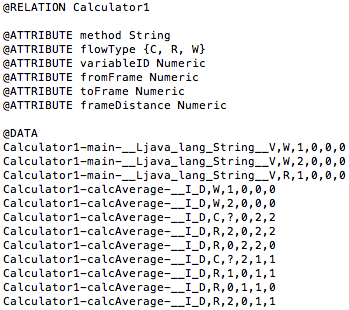 @RELATION Calculator1
@ATTRIBUTE method String
@ATTRIBUTE flowType {C, R, W}
@ATTRIBUTE variableID Numeric
@ATTRIBUTE fromFrame Numeric
@ATTRIBUTE toFrame Numeric
@ATTRIBUTE frameDistance Numeric
@DATA
Calculator1-main-__Ljava_lang_String__V,W,1,0,0,0
Calculator1-main-__Ljava_lang_String__V,W,2,0,0,0
Calculator1-main-__Ljava_lang_String__V,R,1,0,0,0
Calculator1-calcAverage-__I_D,W,1,0,0,0
Calculator1-calcAverage-__I_D,W,2,0,0,0
Calculator1-calcAverage-__I_D,C,?,0,2,2
Calculator1-calcAverage-__I_D,R,2,0,2,2
Calculator1-calcAverage-__I_D,R,0,2,2,0
Calculator1-calcAverage-__I_D,C,?,2,1,1
Calculator1-calcAverage-__I_D,R,1,0,1,1
Calculator1-calcAverage-__I_D,R,0,1,1,0
Calculator1-calcAverage-__I_D,R,2,0,1,1